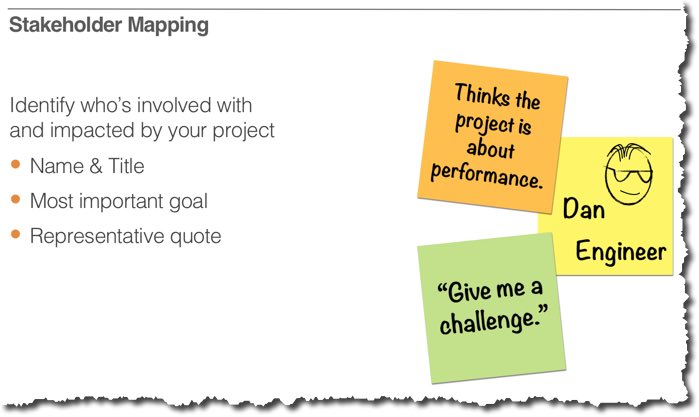 Stakeholder Mapping
Identify who's involved with
and impacted by your project
• Name & Title
• Most important goal
• Representative quote
Thinks the
project is
about
performance.
Dan
Engineer
“Give me a
challenge.”